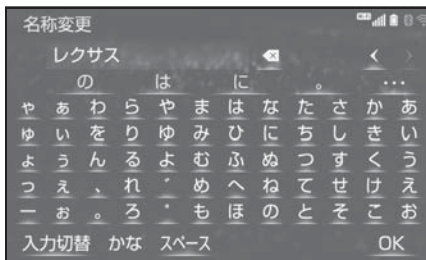 名称変更
レクサス
の は に 。 …
ゃ ぁ わ ら や ま は な た さ か あ
ゅ ぃ を り ゆ み ひ に ち し き い
ょ ぅ ん る よ む ふ ぬ つ す く う
っ ぇ 、 れ ゛ め へ ね て せ け え
ー ぉ 。 ろ ゜ も ほ の と そ こ お
入力切替 かな スペース OK